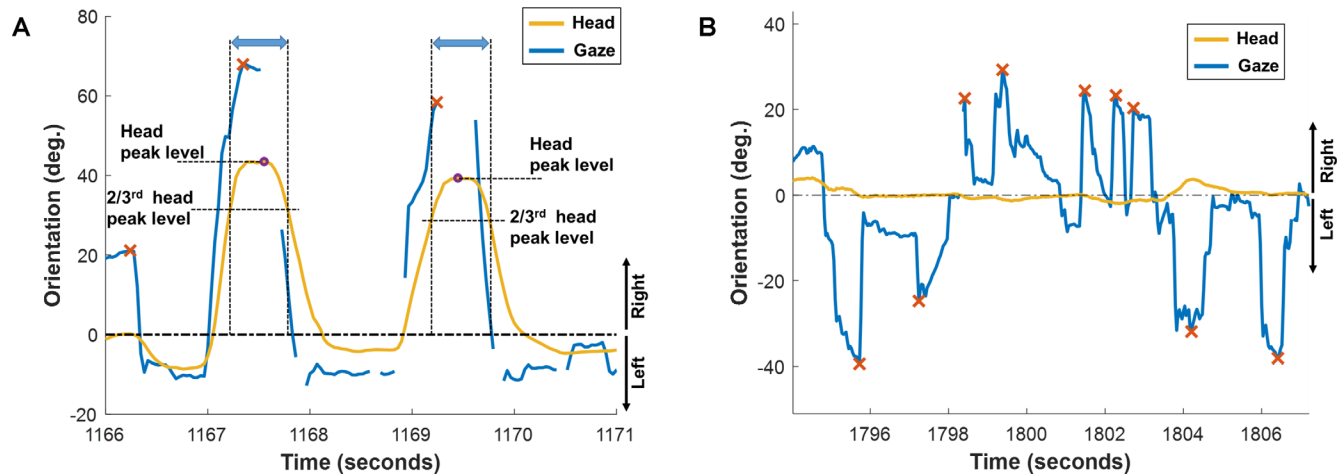 A
Orientation (deg.)
80
60
40
20
0
-20
Head
Gaze
Head
peak level
2/3rd head
peak level
Head
peak level
2/3rd head
peak level
Right
Left
1166
1167
1168
1169
1170
1171
Time (seconds)
B
Orientation (deg.)
40
20
0
-20
-40
Head
Gaze
Right
Left
1796
1798
1800
1802
1804
1806
Time (seconds)